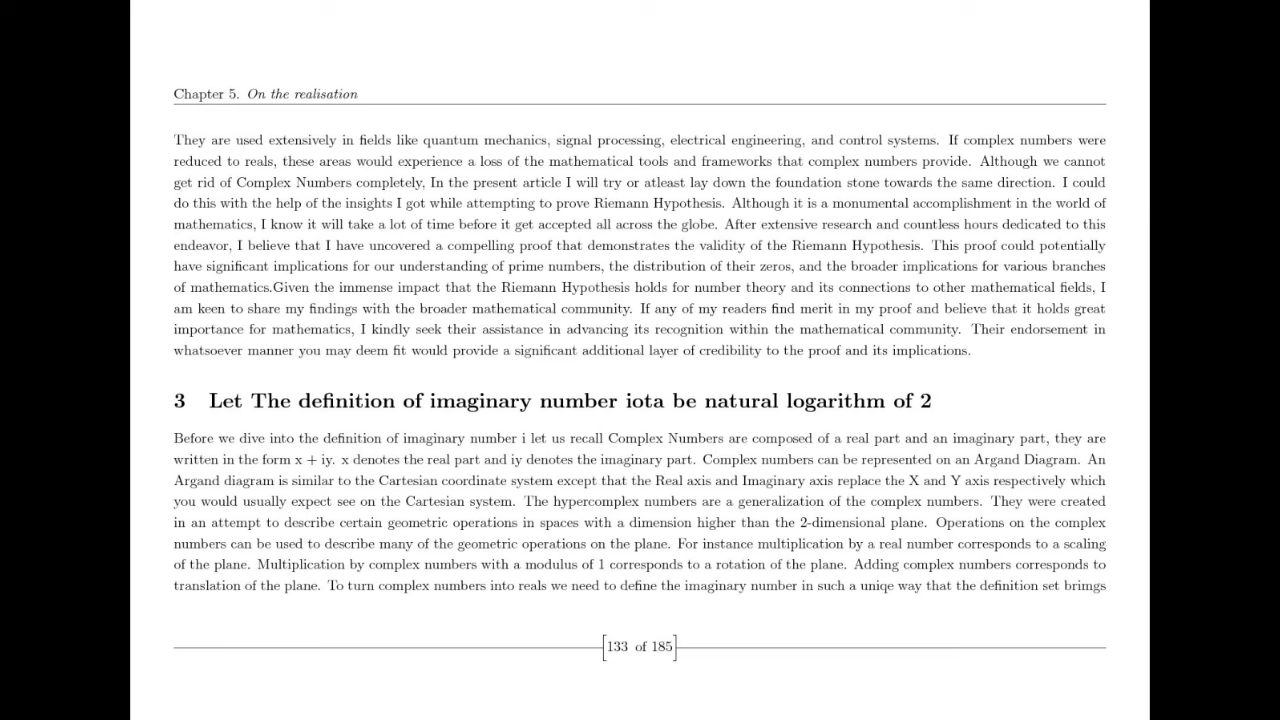 Chapter 5. On the realisation
They are used extensively in fields like quantum mechanics, signal processing, electrical engineering, and control systems. If complex numbers were
reduced to reals, these areas would experience a loss of the mathematical tools and frameworks that complex numbers provide. Although we cannot
get rid of Complex Numbers completely, In the present article I will try or atleast lay down the foundation stone towards the same direction. I could
do this with the help of the insights I got while attempting to prove Riemann Hypothesis. Although it is a monumental accomplishment in the world of
mathematics, I know it will take a lot of time before it get accepted all across the globe. After extensive research and countless hours dedicated to this
endeavor, I believe that I have uncovered a compelling proof that demonstrates the validity of the Riemann Hypothesis. This proof could potentially
have significant implications for our understanding of prime numbers, the distribution of their zeros, and the broader implications for various branches
of mathematics.Given the immense impact that the Riemann Hypothesis holds for number theory and its connections to other mathematical fields, I
am keen to share my findings with the broader mathematical community. If any of my readers find merit in my proof and believe that it holds great
importance for mathematics, I kindly seek their assistance in advancing its recognition within the mathematical community. Their endorsement in
whatsoever manner you may deem fit would provide a significant additional layer of credibility to the proof and its implications.
3 Let The definition of imaginary number iota be natural logarithm of 2
Before we dive into the definition of imaginary number i let us recall Complex Numbers are composed of a real part and an imaginary part, they are
written in the form x + iy. x denotes the real part and iy denotes the imaginary part. Complex numbers can be represented on an Argand Diagram. An
Argand diagram is similar to the Cartesian coordinate system except that the Real axis and Imaginary axis replace the X and Y axis respectively which
you would usually expect see on the Cartesian system. The hypercomplex numbers are a generalization of the complex numbers. They were created
in an attempt to describe certain geometric operations in spaces with a dimension higher than the 2-dimensional plane. Operations on the complex
numbers can be used to describe many of the geometric operations on the plane. For instance multiplication by a real number corresponds to a scaling
of the plane. Multiplication by complex numbers with a modulus of 1 corresponds to a rotation of the plane. Adding complex numbers corresponds to
translation of the plane. To turn complex numbers into reals we need to define the imaginary number in such a uniqe way that the definition set brimgs
[133 of 185]